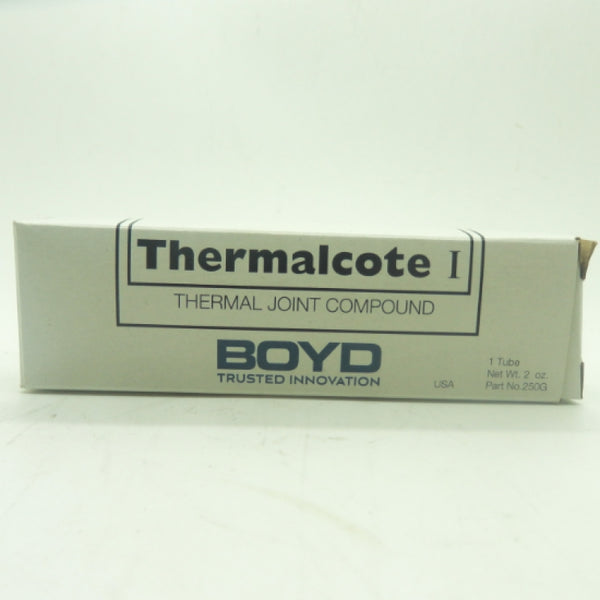 Thermalcote I
THERMAL JOINT COMPOUND
BOYD
TRUSTED INNOVATION
USA
1 Tube
Net Wt. 2 oz.
Part No.250G